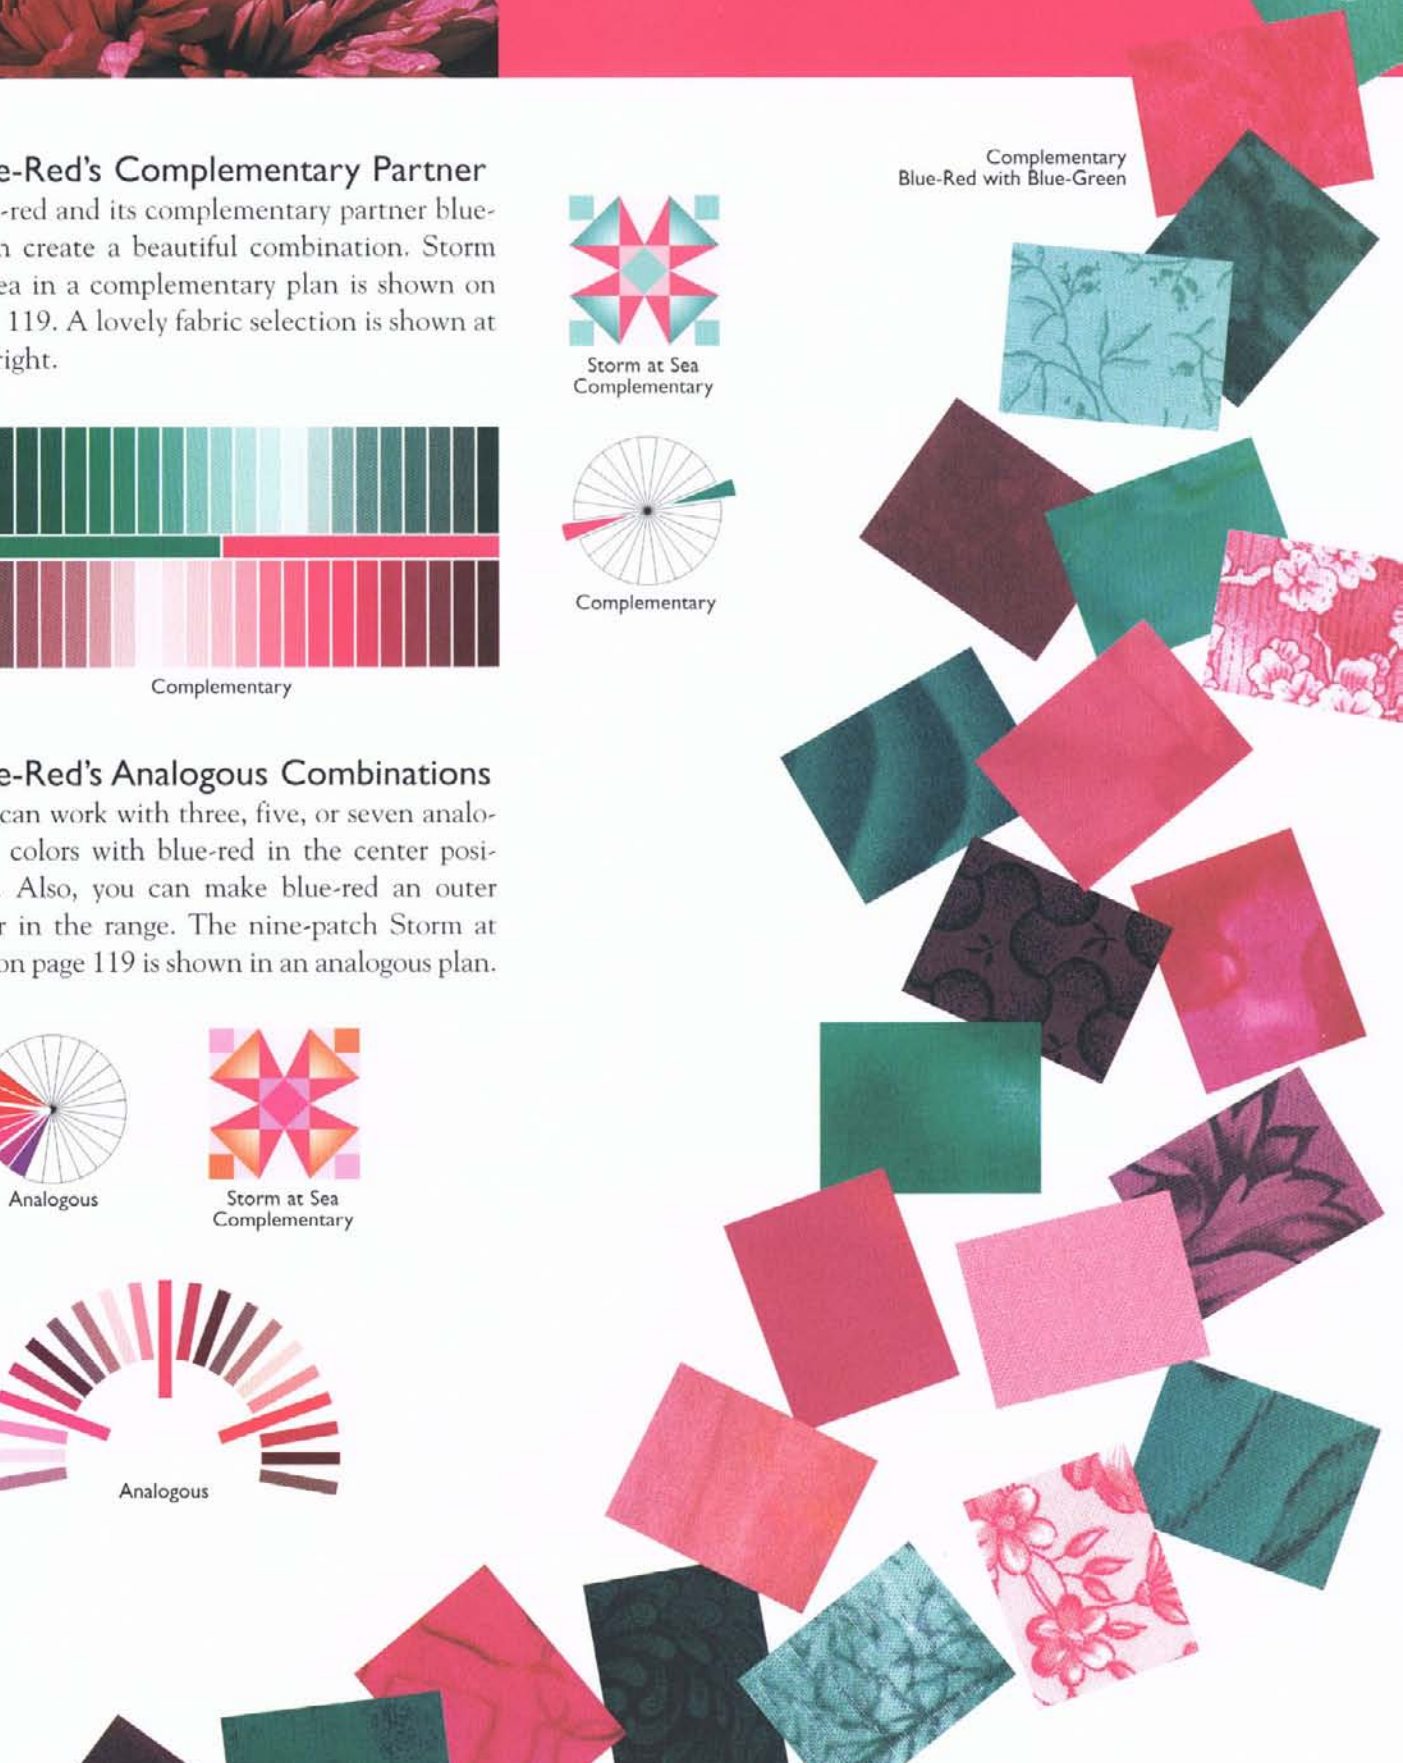 e-Red's Complementary Partner
-red and its complementary partner blue-
n create a beautiful combination. Storm
ea in a complementary plan is shown on
119. A lovely fabric selection is shown at
right.
Storm at Sea
Complementary
Complementary
Blue-Red with Blue-Green
Complementary
Complementary
e-Red's Analogous Combinations
can work with three, five, or seven analo-
colors with blue-red in the center posi-
. Also, you can make blue-red an outer
r in the range. The nine-patch Storm at
on page 119 is shown in an analogous plan.
Analogous
Storm at Sea
Complementary
Analogous